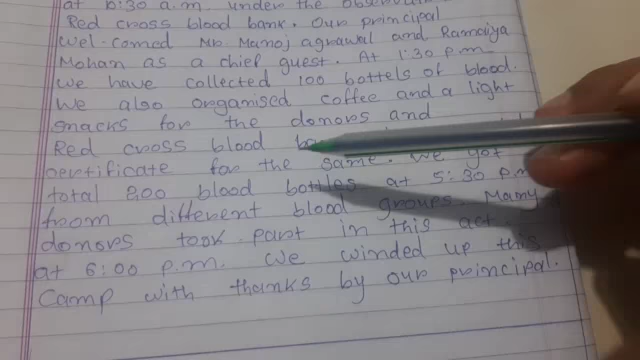 at 6:30 a.m. under the
Red cross blood bank. Our principal
Wel-comed Mr. Manoj agrawal and Ramaiya
Mohan as a chief guest. At 1:30 p.m
We have collected 100 bottels of blood.
We also organised coffee and a light
snacks for the donors and
Red cross blood
certificate for the same. We got
total 200 blood bottles at 5:30 p.m
from different blood groups. Many
donors took part in this act.
at 6:00 p.m. We winded up this
Camp with thanks by our principal.